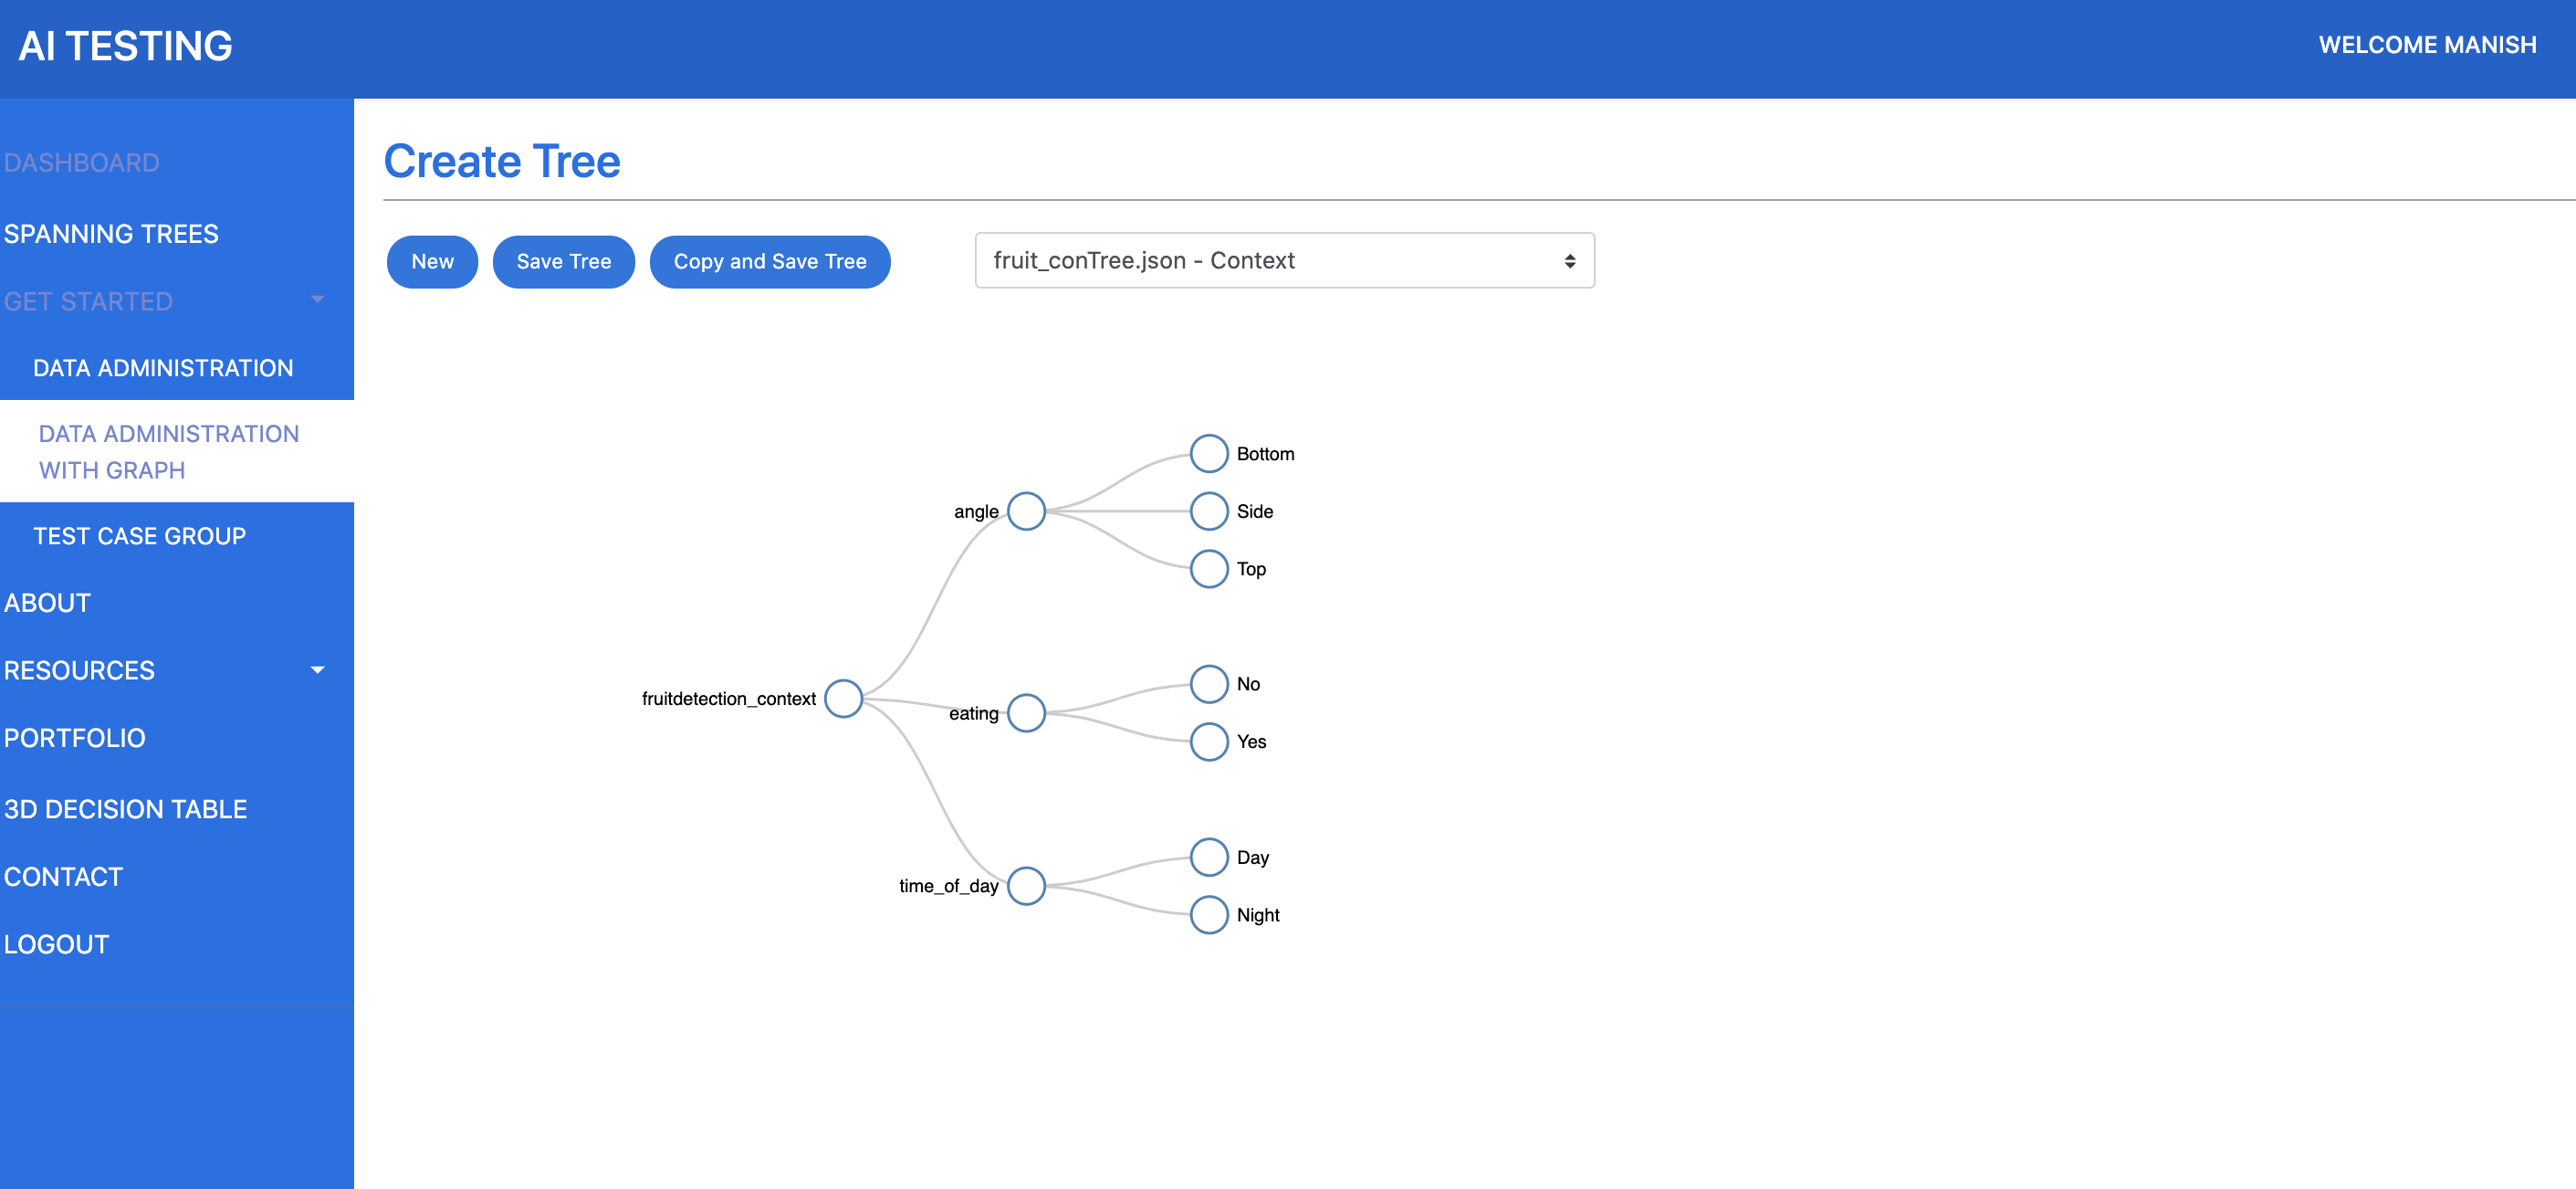 AI TESTING
WELCOME MANISH
DASHBOARD
SPANNING TREES
GET STARTED
DATA ADMINISTRATION
DATA ADMINISTRATION
WITH GRAPH
TEST CASE GROUP
ABOUT
RESOURCES
PORTFOLIO
3D DECISION TABLE
CONTACT
LOGOUT
Create Tree
New
Save Tree
Copy and Save Tree
fruit_conTree.json - Context
Bottom
angle
Side
Top
No
fruitdetection_context
eating
Yes
Day
time_of_day
Night